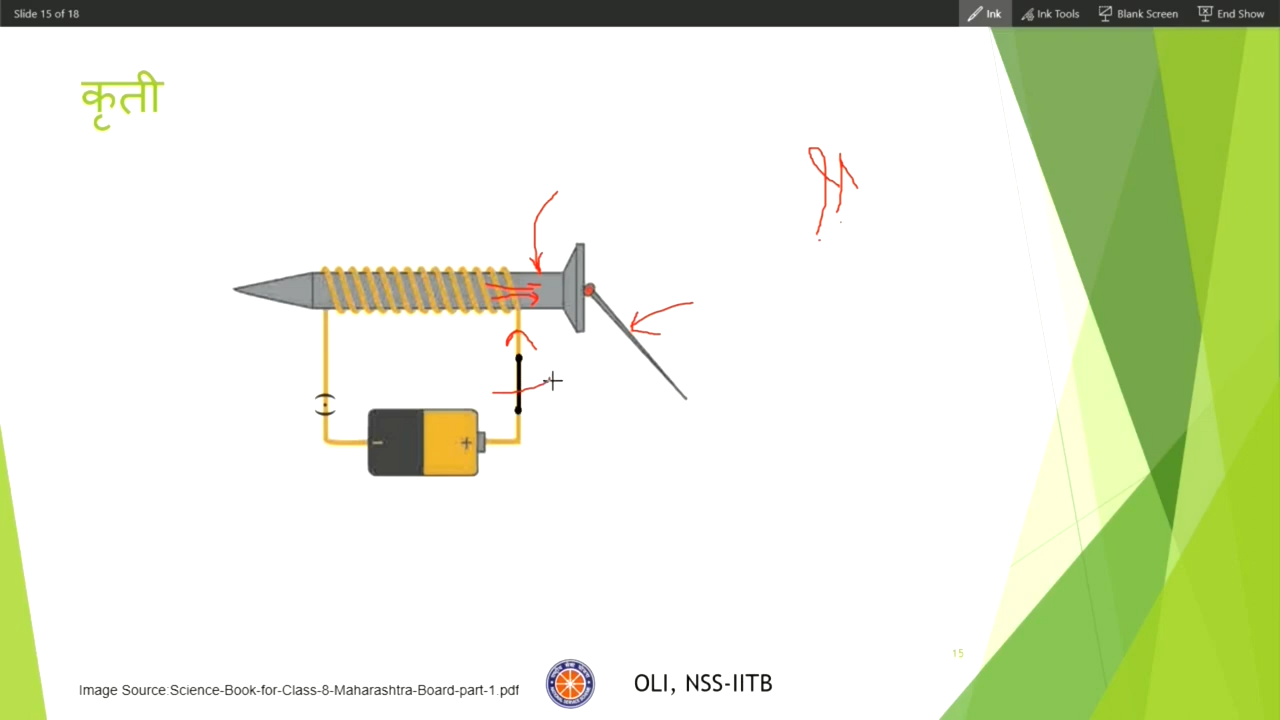 Slide 15 of 18
Ink
Ink Tools
Blank Screen
End Show
कृती
15
Image Source:Science-Book-for-Class-8-Maharashtra-Board-part-1.pdf
OLI, NSS-IITB